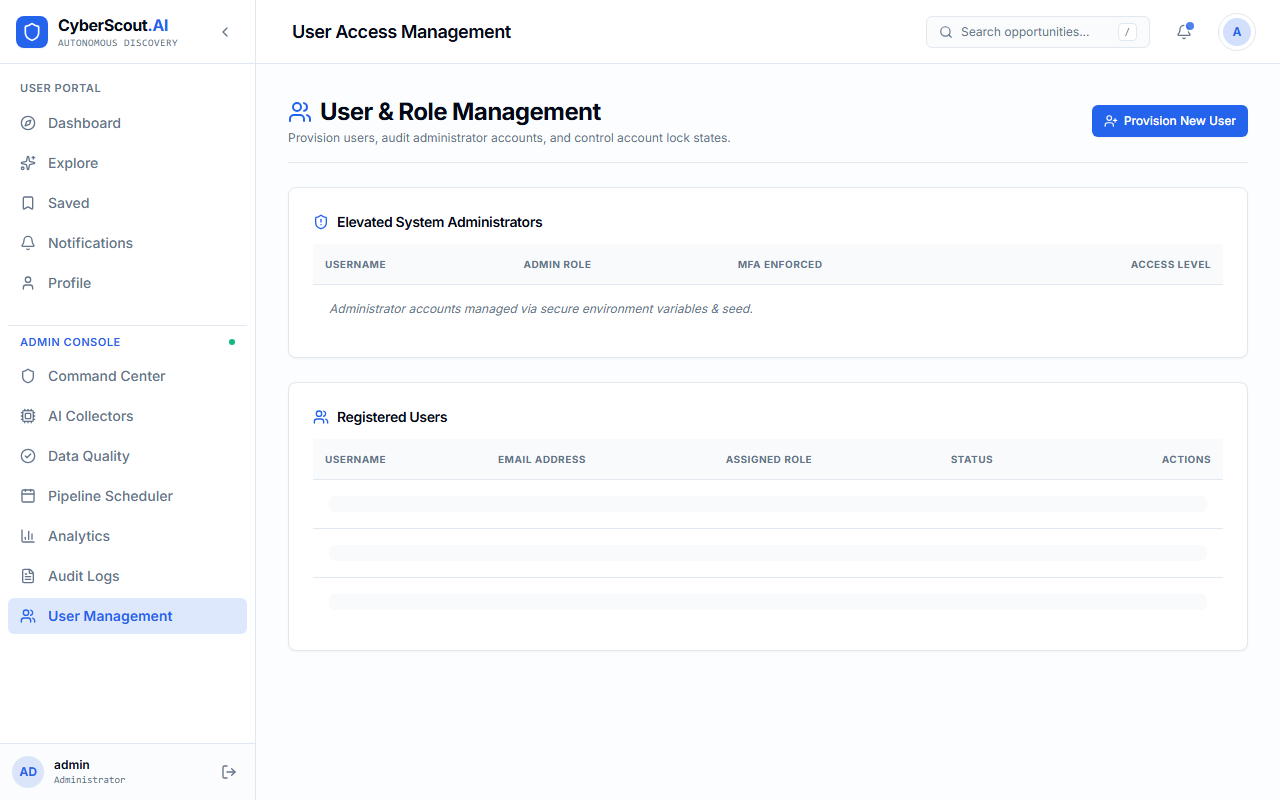 CyberScout.AI
AUTONOMOUS DISCOVERY
User Access Management
Search opportunities...
/
A
USER PORTAL
Dashboard
Explore
Saved
Notifications
Profile
ADMIN CONSOLE
Command Center
AI Collectors
Data Quality
Pipeline Scheduler
Analytics
Audit Logs
User Management
AD
admin
Administrator
User & Role Management
Provision users, audit administrator accounts, and control account lock states.
Provision New User
Elevated System Administrators
USERNAME ADMIN ROLE MFA ENFORCED ACCESS LEVEL
Administrator accounts managed via secure environment variables & seed.
Registered Users
USERNAME EMAIL ADDRESS ASSIGNED ROLE STATUS ACTIONS